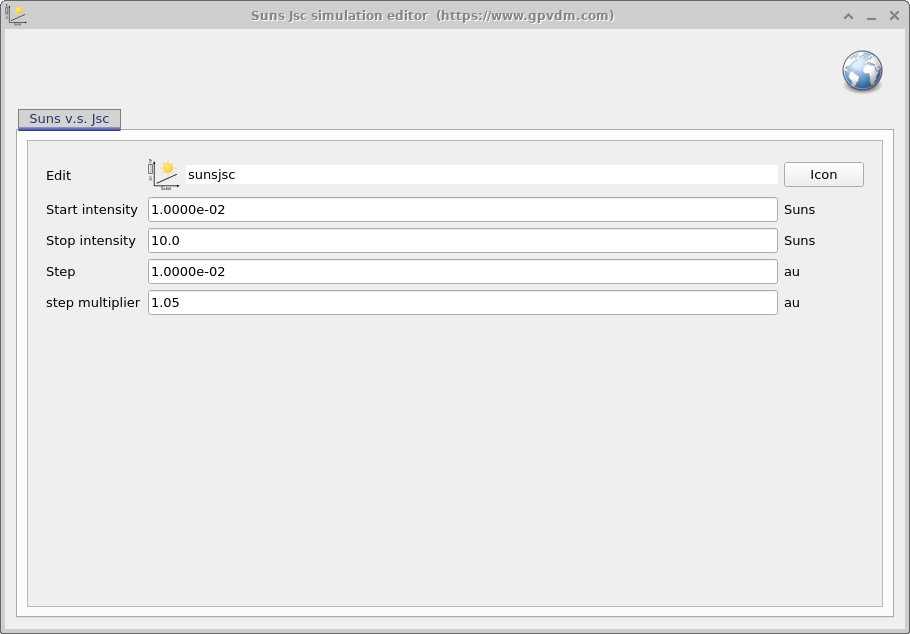 Suns Jsc simulation editor (https://www.gpvdm.com)
Suns v.s. Jsc
Edit sunsjsc Icon
Start intensity 1.0000e-02 Suns
Stop intensity 10.0 Suns
Step 1.0000e-02 au
step multiplier 1.05 au